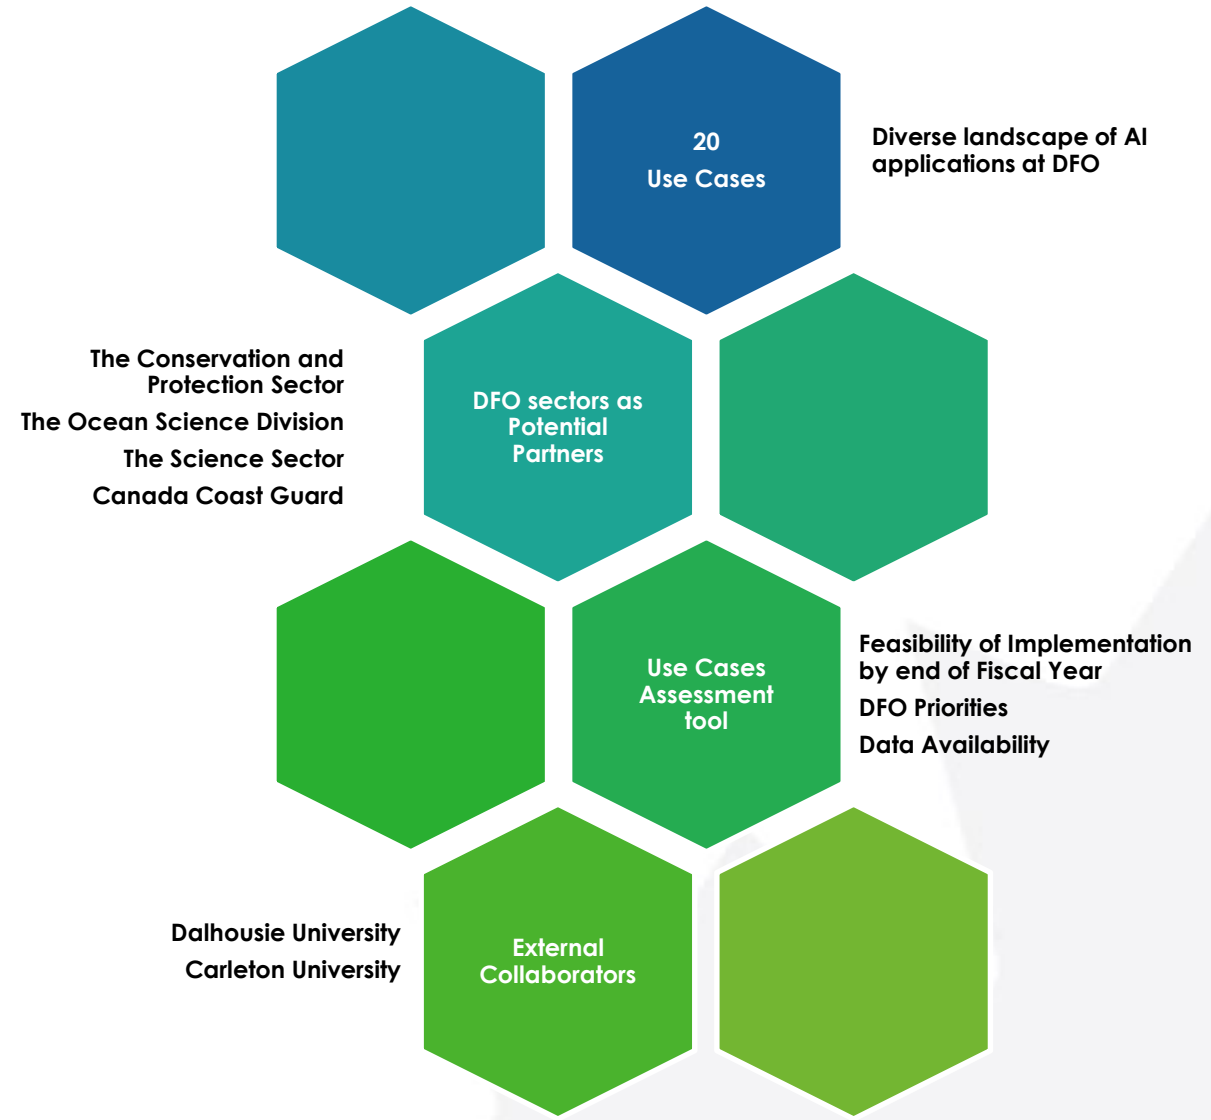 20
Use Cases
Diverse landscape of AI
applications at DFO
The Conservation and
Protection Sector
The Ocean Science Division
The Science Sector
Canada Coast Guard
DFO sectors as
Potential
Partners
Use Cases
Assessment
tool
Feasibility of Implementation
by end of Fiscal Year
DFO Priorities
Data Availability
Dalhousie University
Carleton University
External
Collaborators